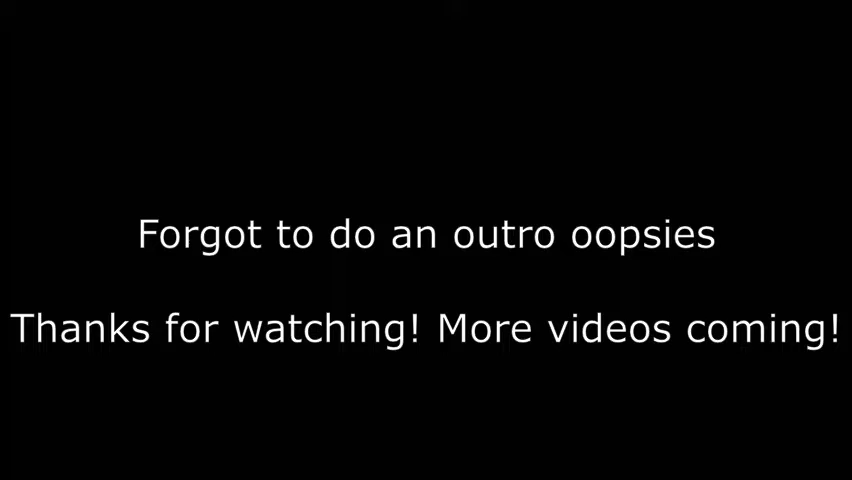 Forgot to do an outro oopsies
Thanks for watching! More videos coming!